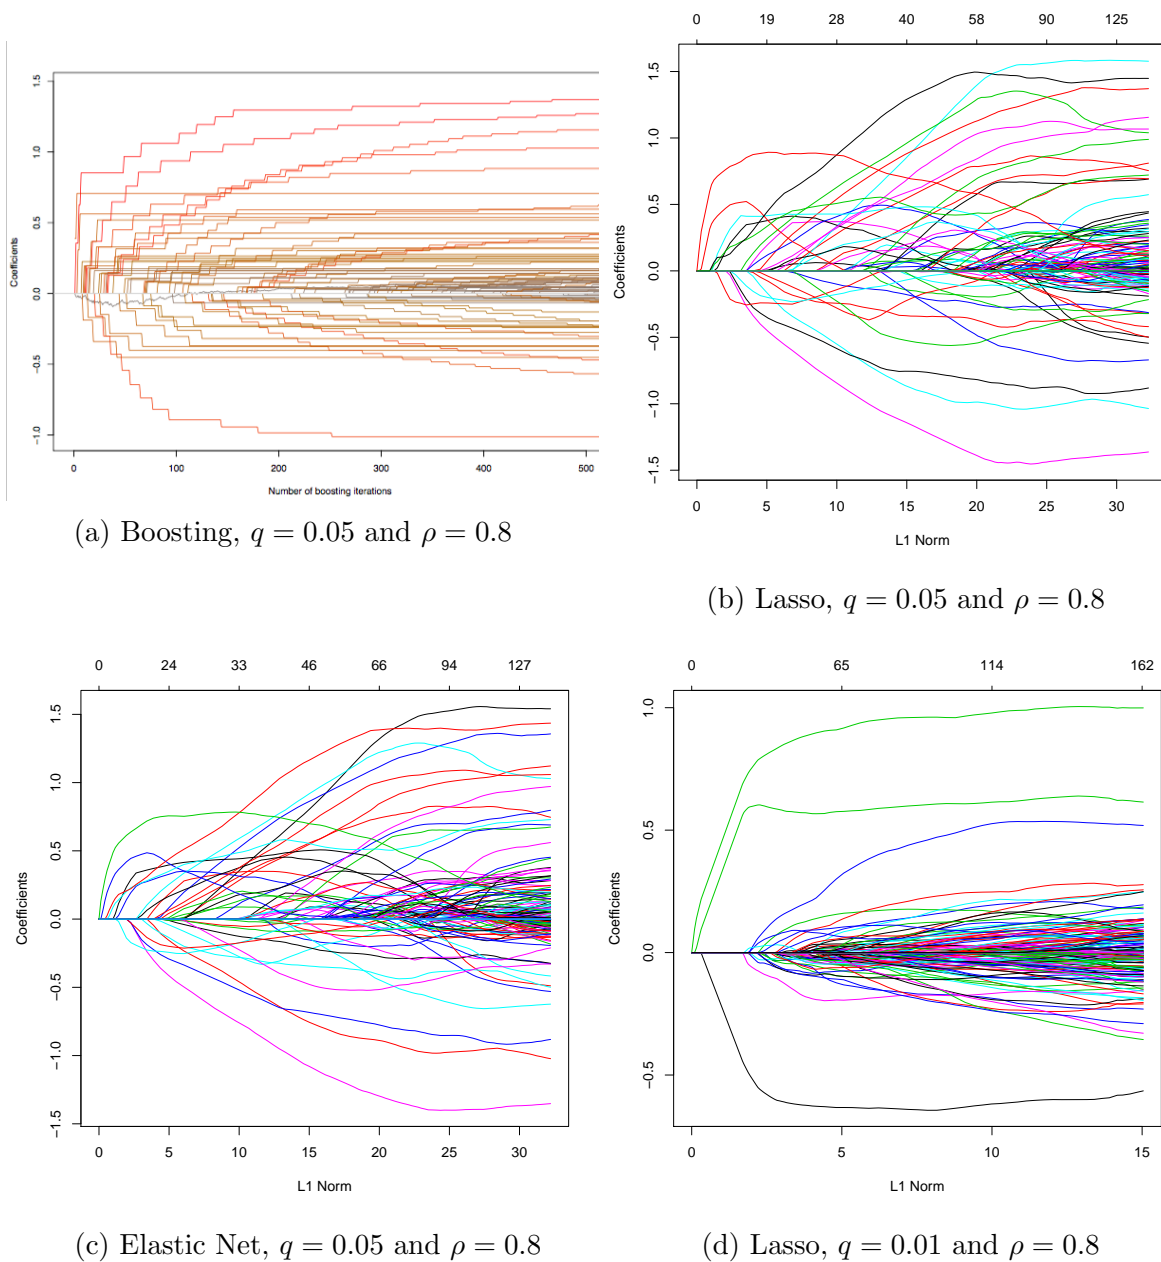 1.5
1.0
0.5
0.0
−0.5
−1.0
Coefficients
0 100 200 300 400 500
Number of boosting iterations
(a) Boosting, q = 0.05 and ρ = 0.8
0 19 28 40 58 90 125
1.5
1.0
0.5
0.0
−0.5
−1.0
−1.5
Coefficients
0 5 10 15 20 25 30
L1 Norm
(b) Lasso, q = 0.05 and ρ = 0.8
0 24 33 46 66 94 127
1.5
1.0
0.5
0.0
−0.5
−1.0
−1.5
Coefficients
0 5 10 15 20 25 30
L1 Norm
(c) Elastic Net, q = 0.05 and ρ = 0.8
0 65 114 162
1.0
0.5
0.0
−0.5
Coefficients
0 5 10 15
L1 Norm
(d) Lasso, q = 0.01 and ρ = 0.8